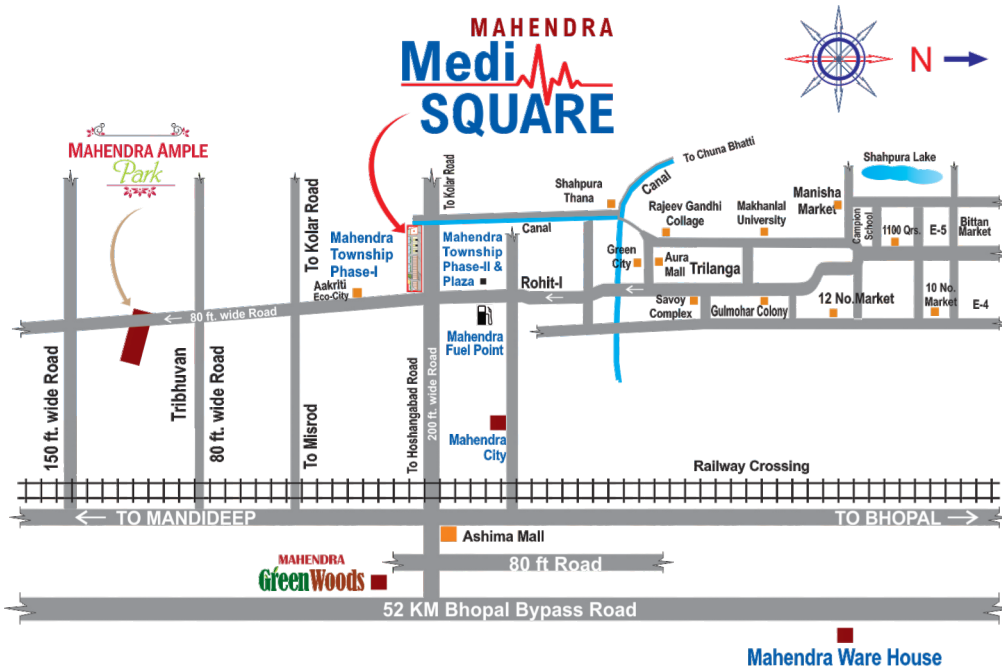 MAHENDRA
Medi
SQUARE
N
MAHENDRA AMPLE
Park
To Kolar Road
To Kolar Road
Mahendra
Township
Phase-I
Aakriti
Eco-City
Mahendra
Township
Phase-II &
Plaza
Canal
Rohit-I
Shahpura
Thana
Canal
To Chuna Bhatti
Rajeev Gandhi
Collage
Makhanlal
University
Manisha
Market
Shahpura Lake
Campion
School
1100 Qrs.
E-5
Bittan
Market
Green
City
Aura
Mall
Trilanga
Savoy
Complex
Gulmohar Colony
12 No.Market
10 No.
Market
E-4
← 80 ft. wide Road
Mahendra
Fuel Point
150 ft. wide Road
Tribhuvan
80 ft. wide Road
To Misrod
To Hoshangabad Road
200 ft. wide Road
Mahendra
City
Railway Crossing
TO MANDIDEEP
TO BHOPAL
Ashima Mall
80 ft Road
MAHENDRA
GreenWoods
52 KM Bhopal Bypass Road
Mahendra Ware House